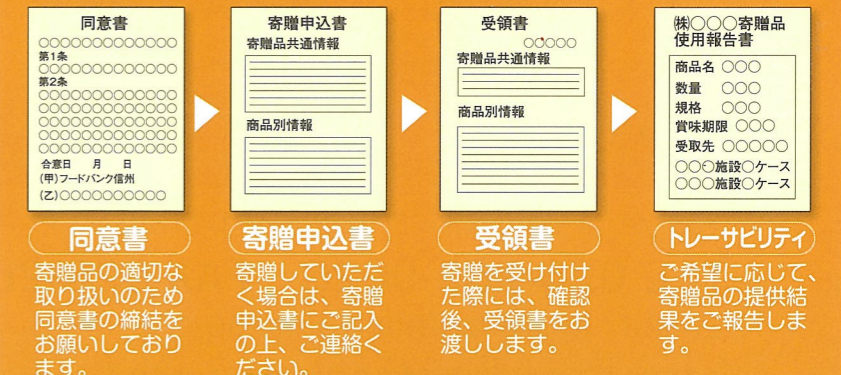 同意書
○○○○○○○○○○○○○
第1条
○○○○○○○○○○○○○
第2条
○○○○○○○○○○○○○
○○○○○○○○○○○○○
○○○○○○○○○○○○○
○○○○○○○○○○○○○
○○○○○○○○○○○○○
合意日　月　日
(甲)フードバンク信州
(乙)○○○○○○○○○○
寄贈申込書
寄贈品共通情報
商品別情報
受領書
○○○○○
寄贈品共通情報
商品別情報
㈱○○○寄贈品
使用報告書
商品名 ○○○
数量 ○○○
規格 ○○○
賞味期限 ○○○
受取先 ○○○○○
○○○施設○ケース
○○○施設○ケース
同意書
寄贈品の適切な
取り扱いのため
同意書の締結を
お願いしており
ます。
寄贈申込書
寄贈していただ
く場合は、寄贈
申込書にご記入
の上、ご連絡く
ださい。
受領書
寄贈を受け付け
た際には、確認
後、受領書をお
渡しします。
トレーサビリティ
ご希望に応じて、
寄贈品の提供結
果をご報告しま
す。